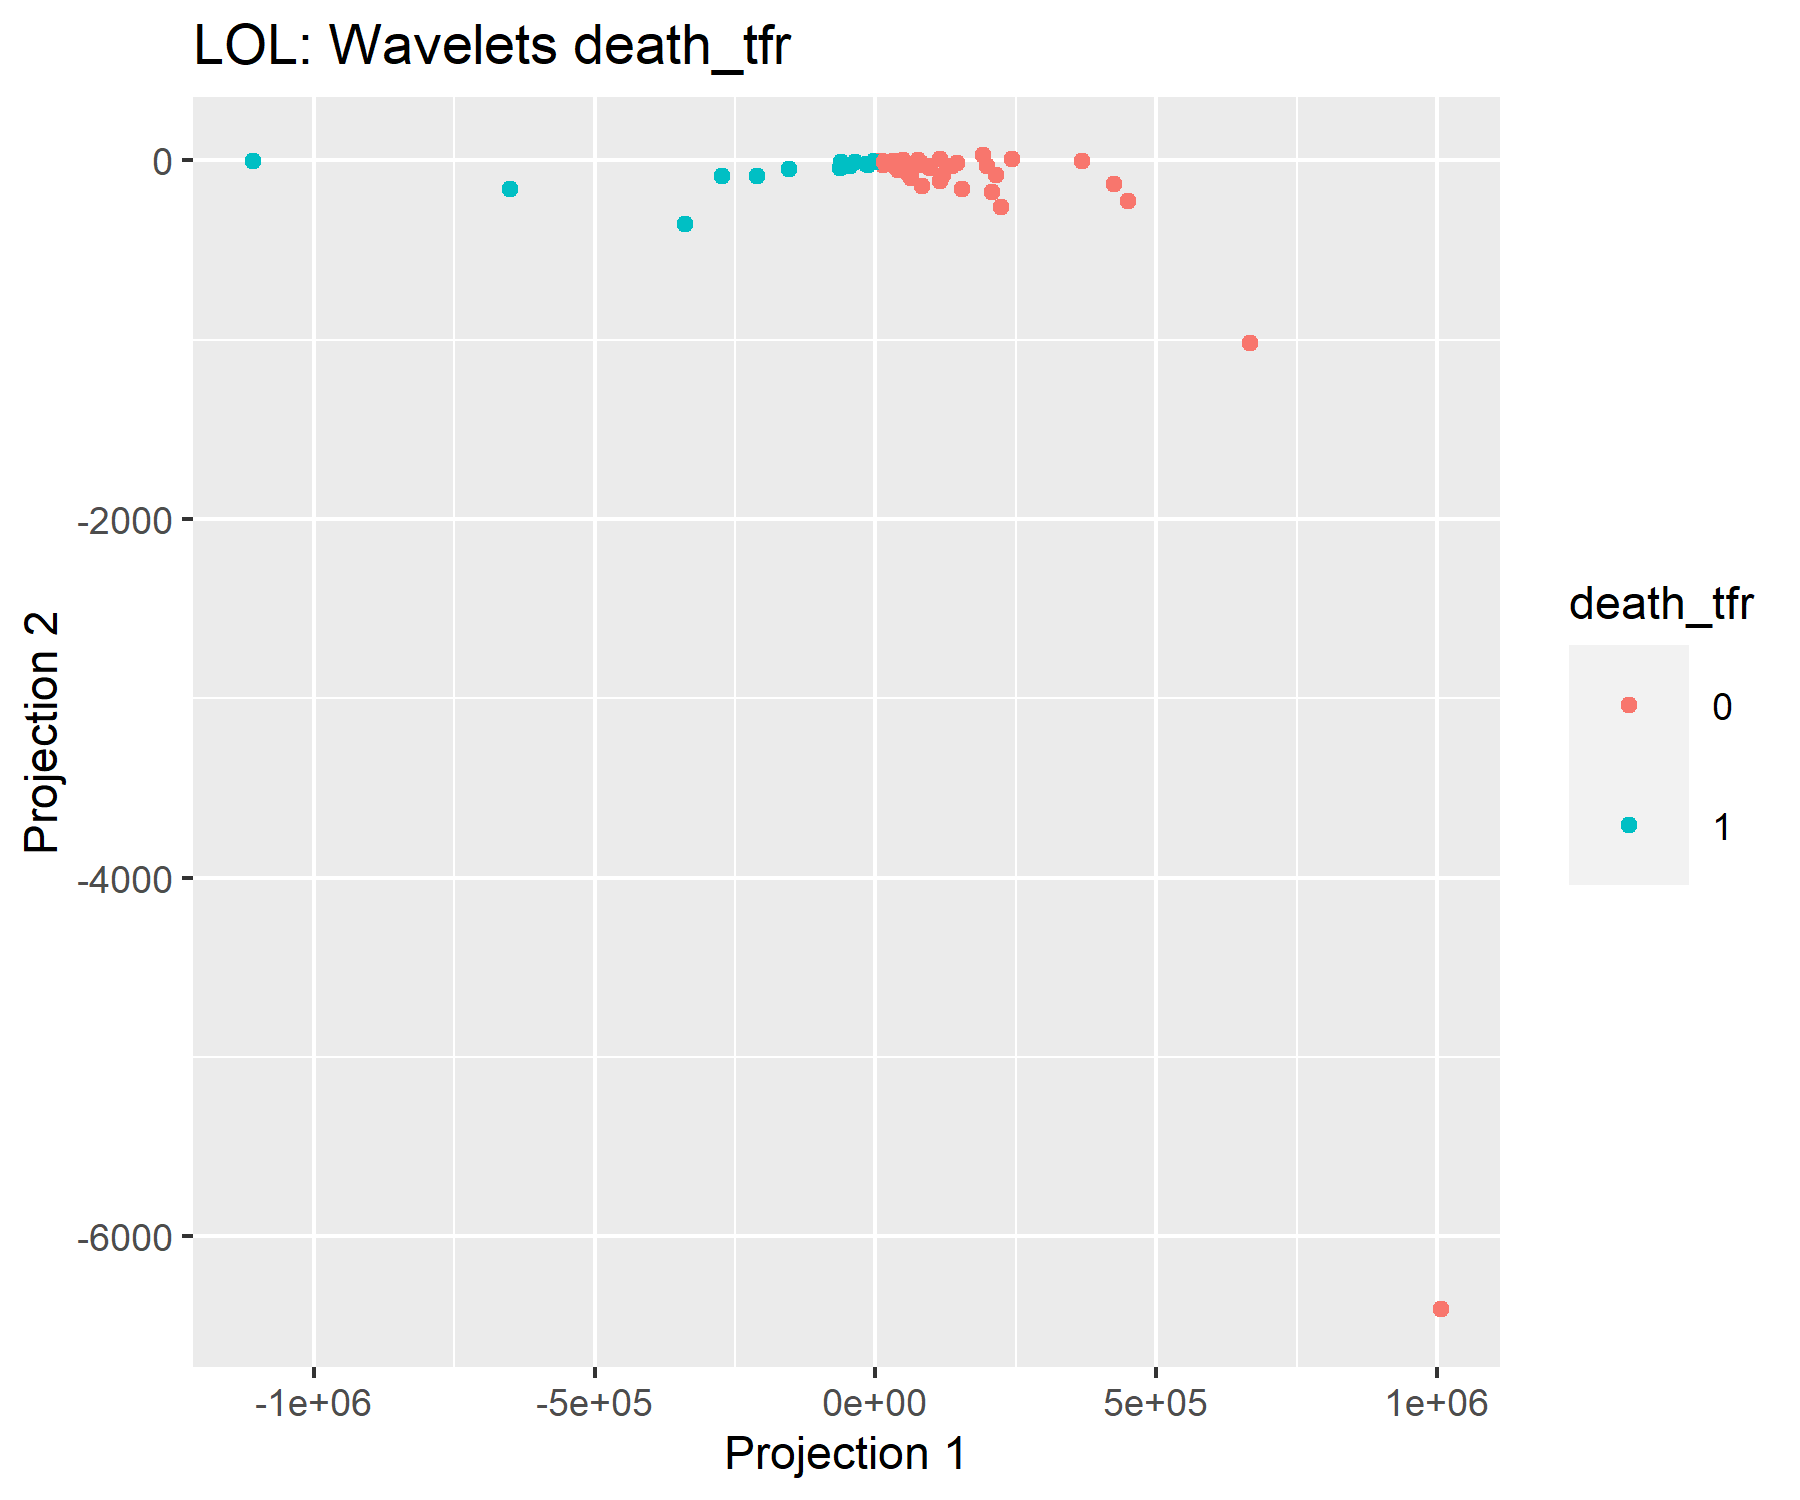 LOL: Wavelets death_tfr
0
-2000
-4000
-6000
Projection 2
-1e+06
-5e+05
0e+00
5e+05
1e+06
Projection 1
death_tfr
0
1